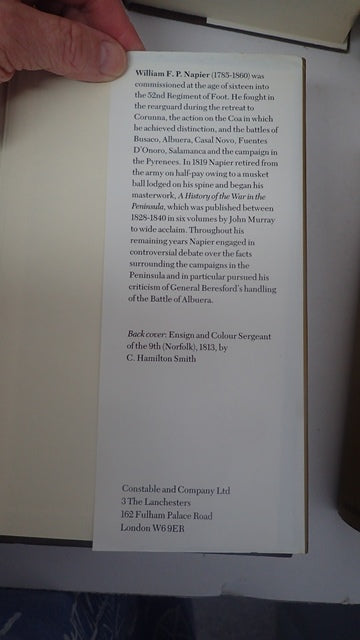 William F. P. Napier (1785-1860) was
commissioned at the age of sixteen into
the 52nd Regiment of Foot. He fought in
the rearguard during the retreat to
Corunna, the action on the Coa in which
he achieved distinction, and the battles of
Busaco, Albuera, Casal Novo, Fuentes
D'Onoro, Salamanca and the campaign in
the Pyrenees. In 1819 Napier retired from
the army on half-pay owing to a musket
ball lodged on his spine and began his
masterwork, A History of the War in the
Peninsula, which was published between
1828-1840 in six volumes by John Murray
to wide acclaim. Throughout his
remaining years Napier engaged in
controversial debate over the facts
surrounding the campaigns in the
Peninsula and in particular pursued his
criticism of General Beresford's handling
of the Battle of Albuera.
Back cover: Ensign and Colour Sergeant
of the 9th (Norfolk), 1813, by
C. Hamilton Smith
Constable and Company Ltd
3 The Lanchesters
162 Fulham Palace Road
London W6 9ER